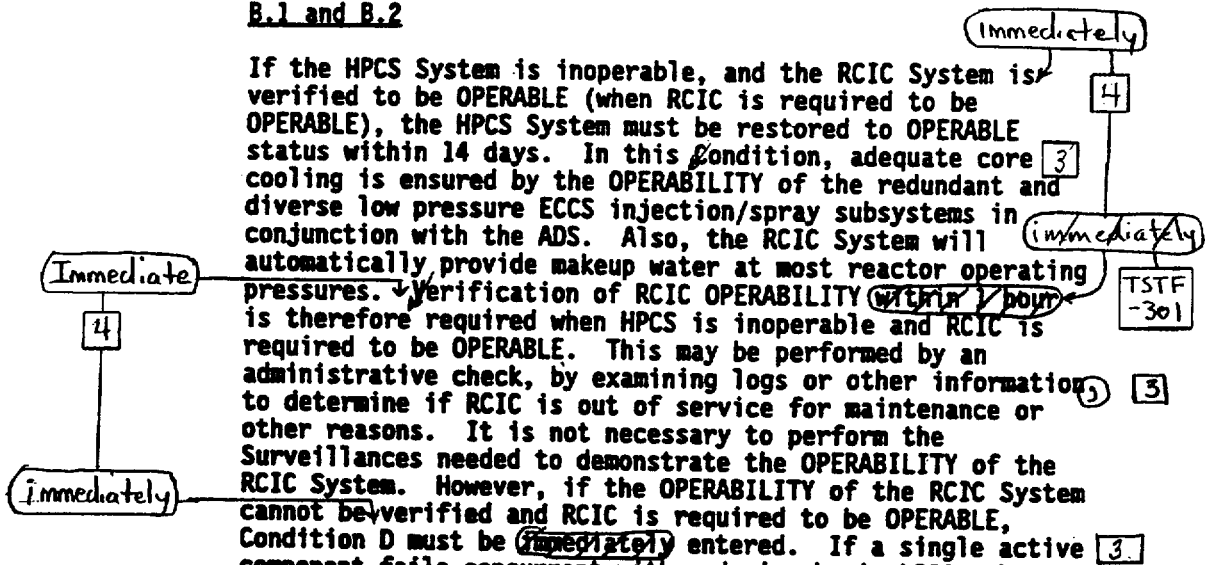 B.1 and B.2
Immediately
If the HPCS System is inoperable, and the RCIC System is
verified to be OPERABLE (when RCIC is required to be
4
OPERABLE), the HPCS System must be restored to OPERABLE
status within 14 days. In this Condition, adequate core
3
cooling is ensured by the OPERABILITY of the redundant and
diverse low pressure ECCS injection/spray subsystems in
conjunction with the ADS. Also, the RCIC System will
immediately
Immediate
automatically provide makeup water at most reactor operating
pressures. Verification of RCIC OPERABILITY within 1 hour
TSTF
-301
4
is therefore required when HPCS is inoperable and RCIC is
required to be OPERABLE. This may be performed by an
administrative check, by examining logs or other information,
3
to determine if RCIC is out of service for maintenance or
other reasons. It is not necessary to perform the
Surveillances needed to demonstrate the OPERABILITY of the
immediately
RCIC System. However, if the OPERABILITY of the RCIC System
cannot be verified and RCIC is required to be OPERABLE,
Condition D must be immediately entered. If a single active
3